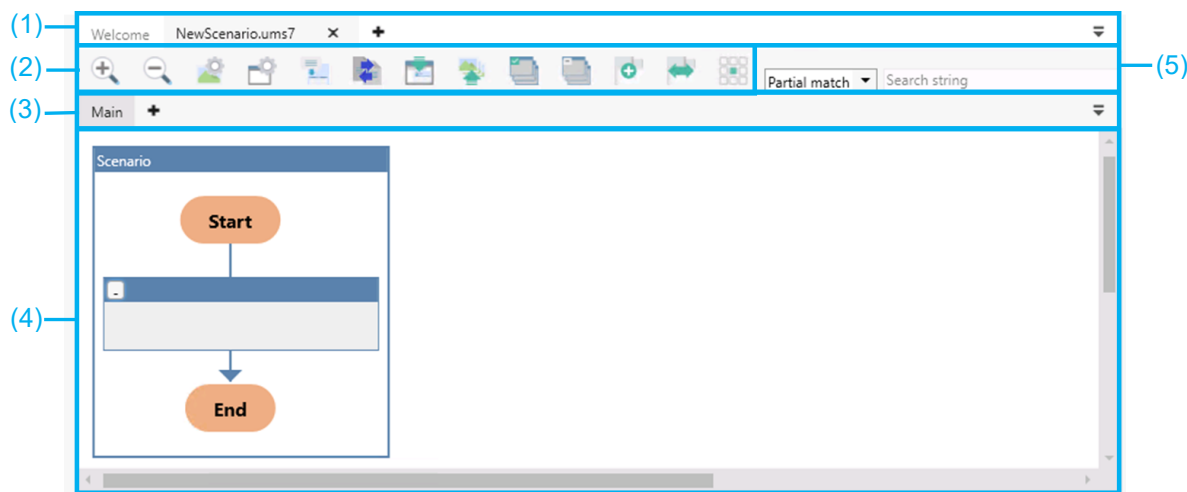 (1)
Welcome NewScenario.ums7 × +
(2)
Partial match Search string
(5)
(3)
Main +
Scenario
Start
-
(4)
End